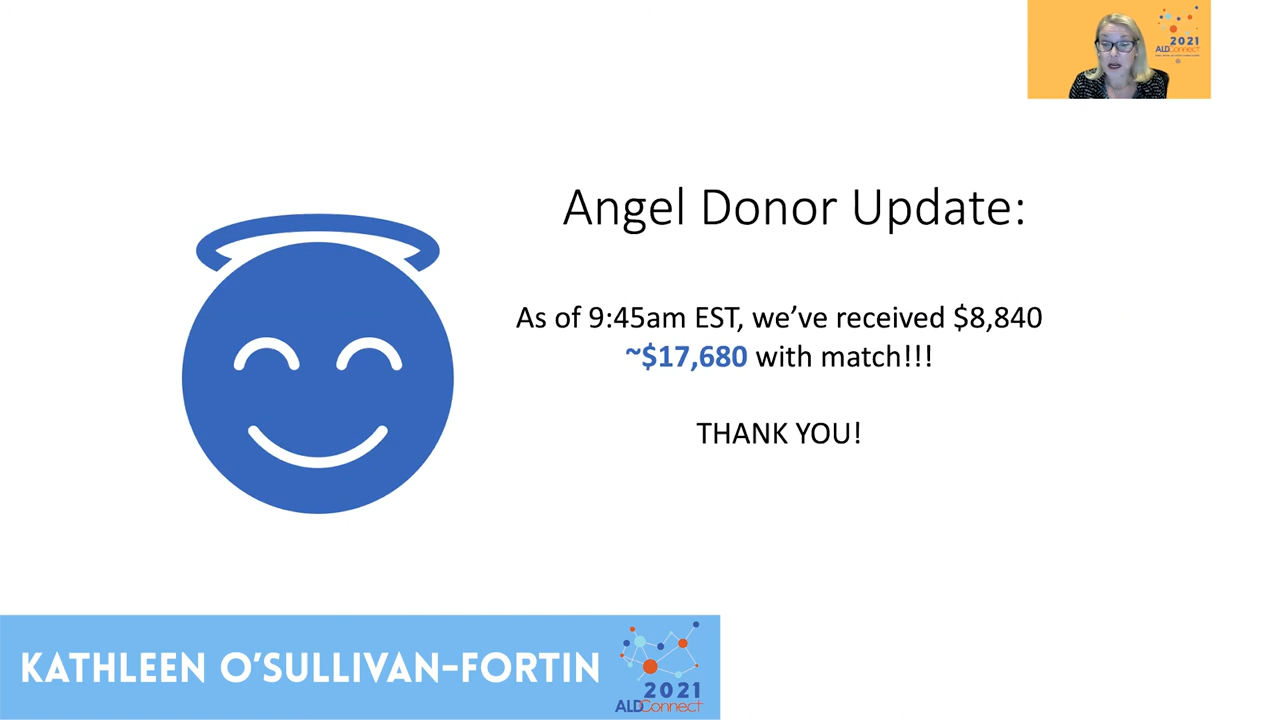 2021
ALDConnect
Angel Donor Update:
As of 9:45am EST, we’ve received $8,840
~$17,680 with match!!!
THANK YOU!
KATHLEEN O’SULLIVAN-FORTIN
2021
ALDConnect